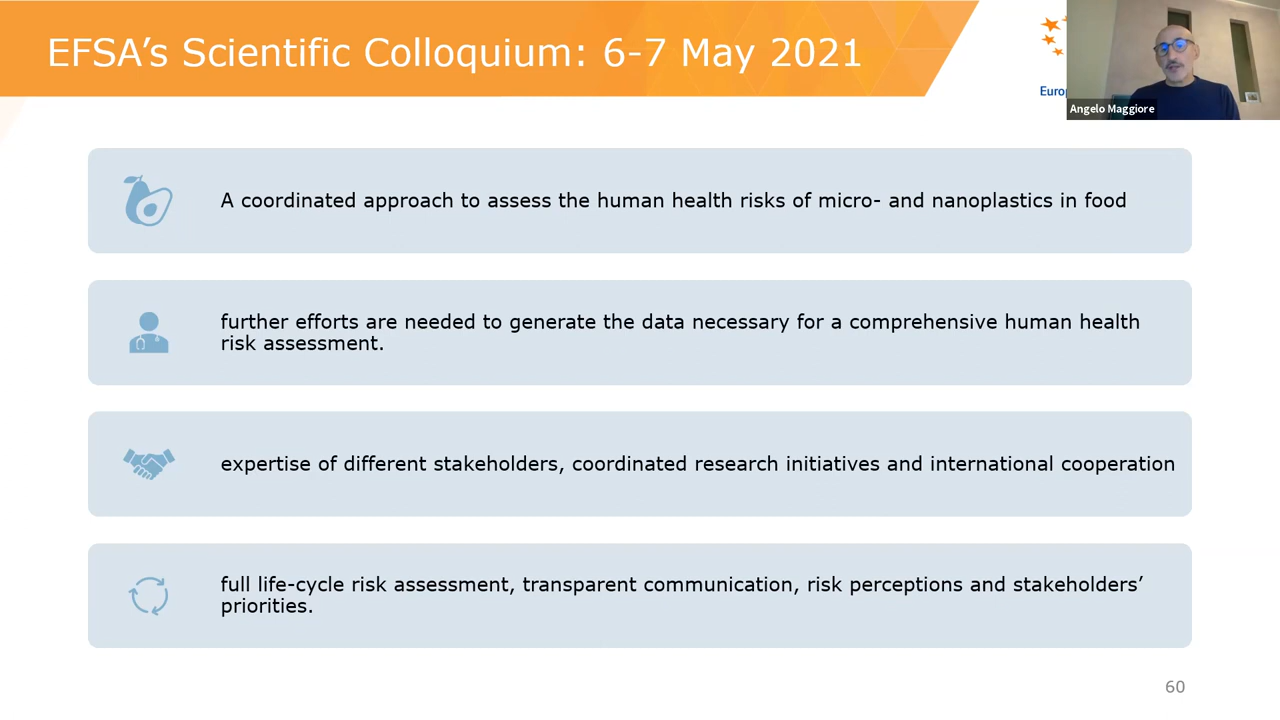 EFSA’s Scientific Colloquium: 6-7 May 2021
Angelo Maggiore
A coordinated approach to assess the human health risks of micro- and nanoplastics in food
further efforts are needed to generate the data necessary for a comprehensive human health
risk assessment.
expertise of different stakeholders, coordinated research initiatives and international cooperation
full life-cycle risk assessment, transparent communication, risk perceptions and stakeholders’
priorities.
60